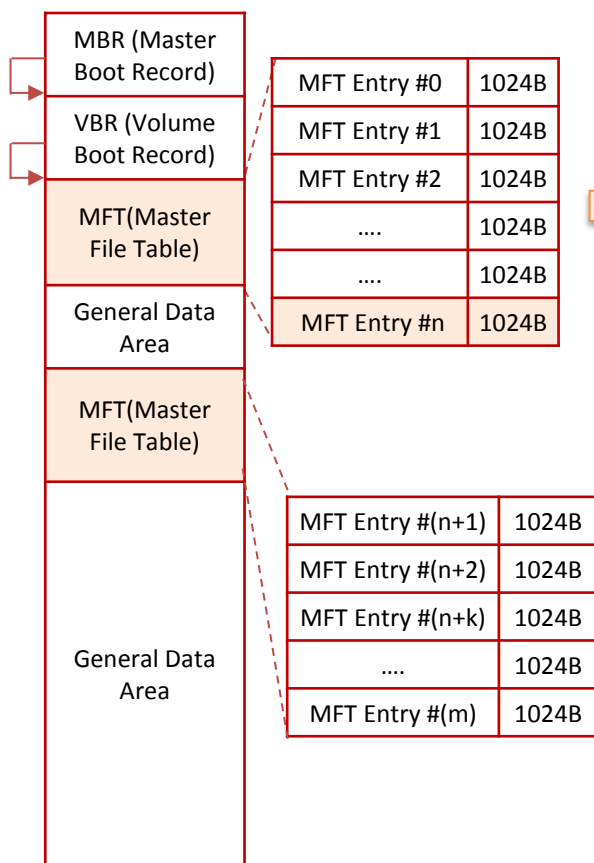 MBR (Master
Boot Record)
VBR (Volume
Boot Record)
MFT(Master
File Table)
General Data
Area
MFT(Master
File Table)
General Data
Area
MFT Entry #0 1024B
MFT Entry #1 1024B
MFT Entry #2 1024B
.... 1024B
.... 1024B
MFT Entry #n 1024B
MFT Entry #(n+1) 1024B
MFT Entry #(n+2) 1024B
MFT Entry #(n+k) 1024B
.... 1024B
MFT Entry #(m) 1024B